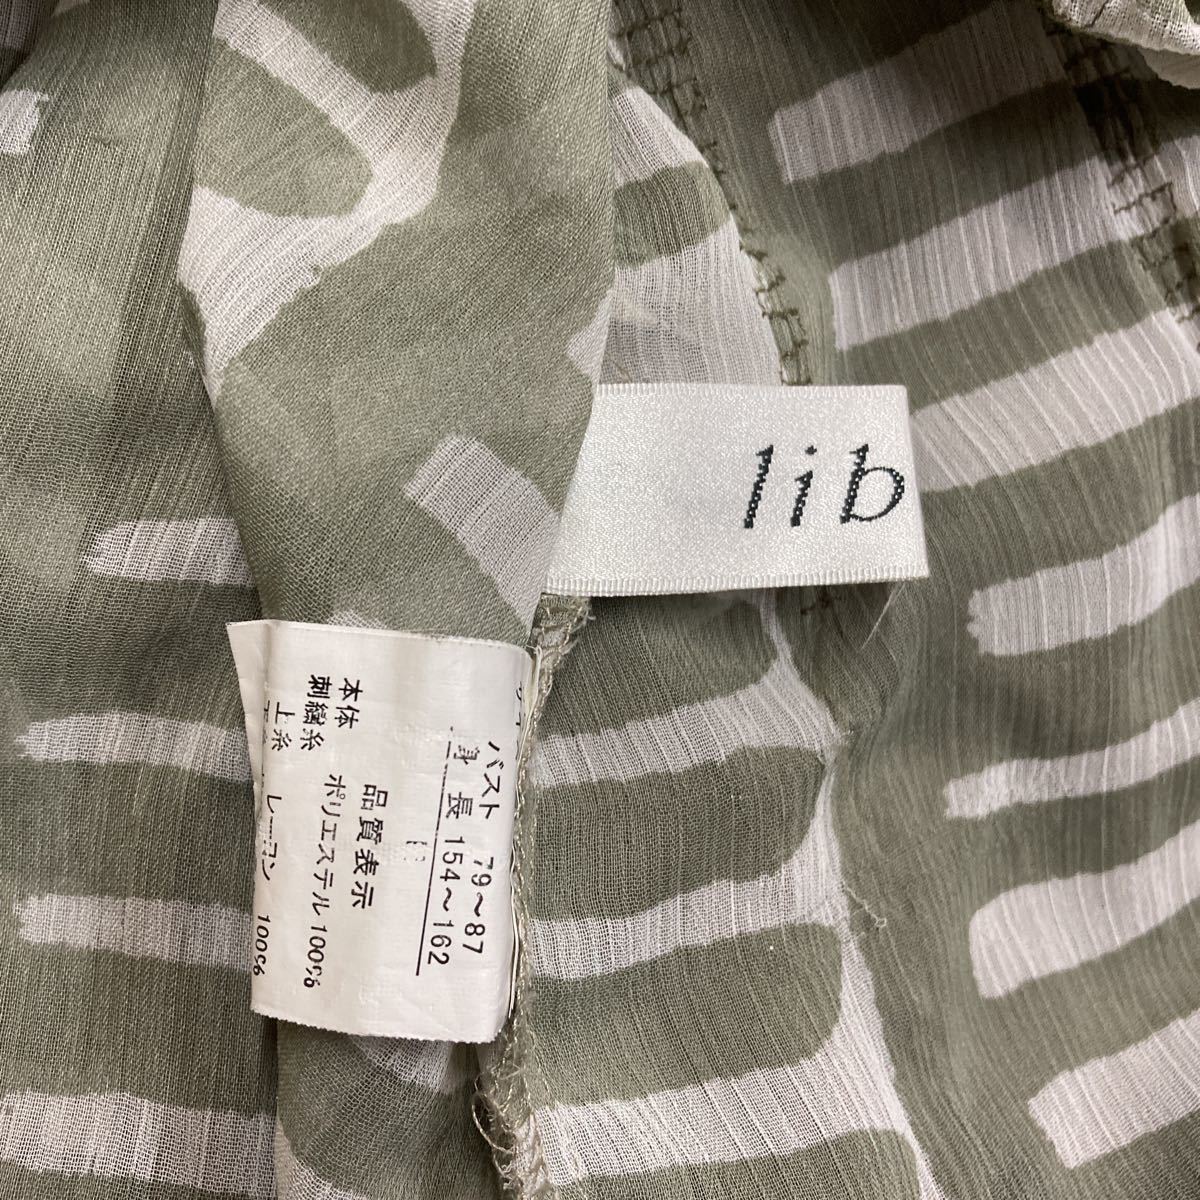 lib
バスト 79～87
身長 154～162
品質表示
本体 ポリエステル 100%
刺繍糸
上糸 レーヨン 100%